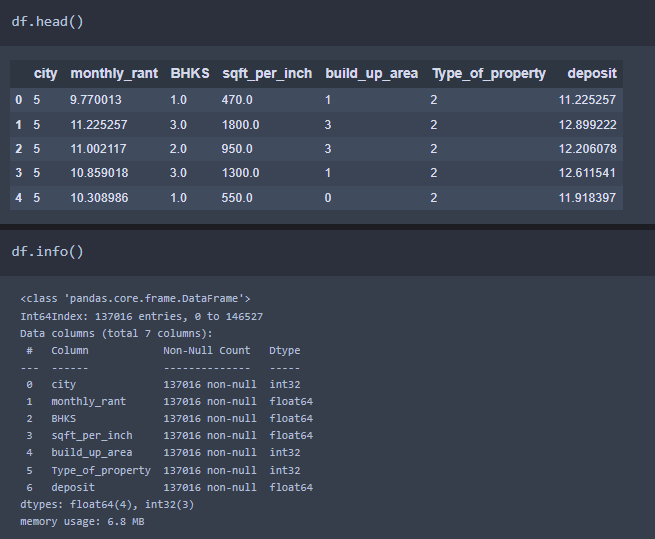 df.head()
city monthly_rant BHKS sqft_per_inch build_up_area Type_of_property deposit
0 5 9.770013 1.0 470.0 1 2 11.225257
1 5 11.225257 3.0 1800.0 3 2 12.899222
2 5 11.002117 2.0 950.0 3 2 12.206078
3 5 10.859018 3.0 1300.0 1 2 12.611541
4 5 10.308986 1.0 550.0 0 2 11.918397
df.info()
<class 'pandas.core.frame.DataFrame'>
Int64Index: 137016 entries, 0 to 146527
Data columns (total 7 columns):
# Column Non-Null Count Dtype
--- ------ -------------- -----
0 city 137016 non-null int32
1 monthly_rant 137016 non-null float64
2 BHKS 137016 non-null float64
3 sqft_per_inch 137016 non-null float64
4 build_up_area 137016 non-null int32
5 Type_of_property 137016 non-null int32
6 deposit 137016 non-null float64
dtypes: float64(4), int32(3)
memory usage: 6.8 MB